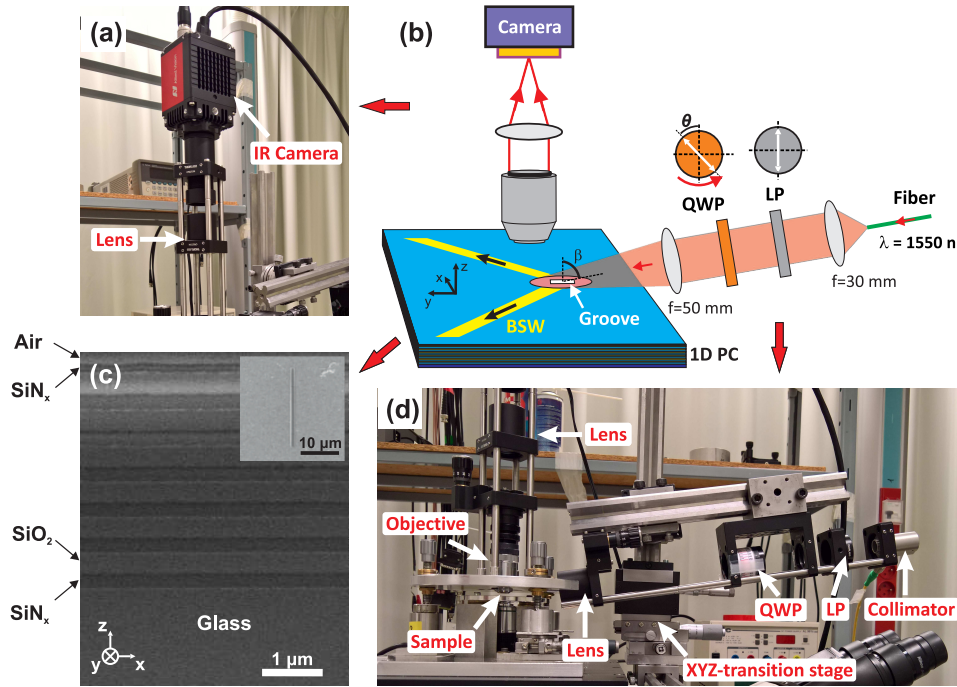 (a)
IR Camera
Lens
(b)
Camera
θ
QWP
LP
Fiber
λ = 1550 n
β
z
x
y
Groove
BSW
f=50 mm
f=30 mm
1D PC
Air
SiNₓ
(c)
10 µm
SiO₂
SiNₓ
Glass
z
y
x
1 µm
(d)
Lens
Objective
Sample
Lens
QWP
LP
Collimator
XYZ-transition stage